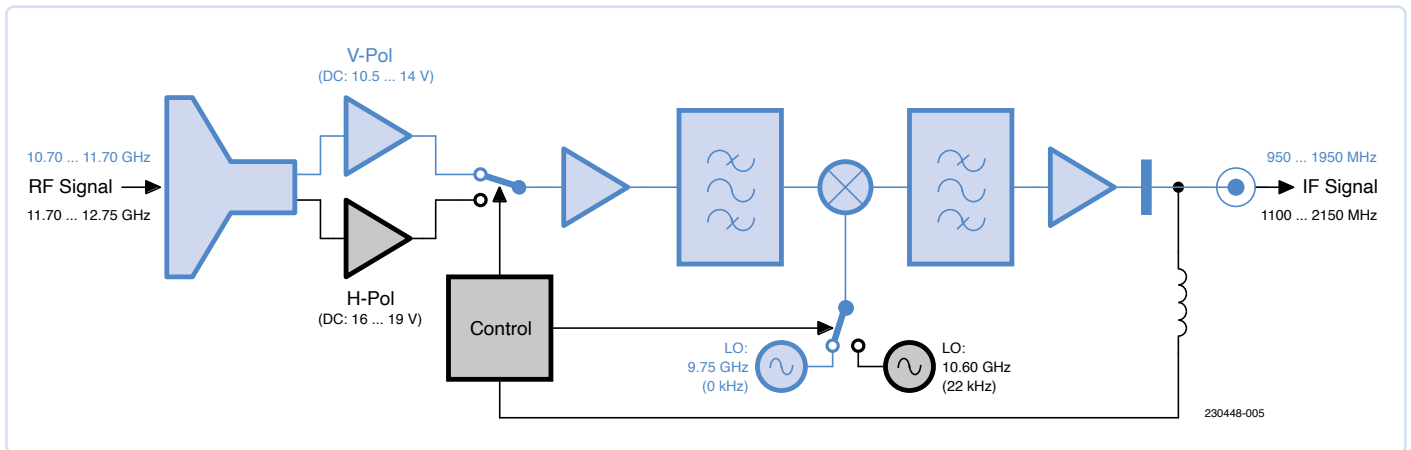 V-Pol
(DC: 10.5 ... 14 V)
10.70 ... 11.70 GHz
RF Signal
11.70 ... 12.75 GHz
H-Pol
(DC: 16 ... 19 V)
Control
LO:
9.75 GHz
(0 kHz)
LO:
10.60 GHz
(22 kHz)
950 ... 1950 MHz
IF Signal
1100 ... 2150 MHz
230448-005